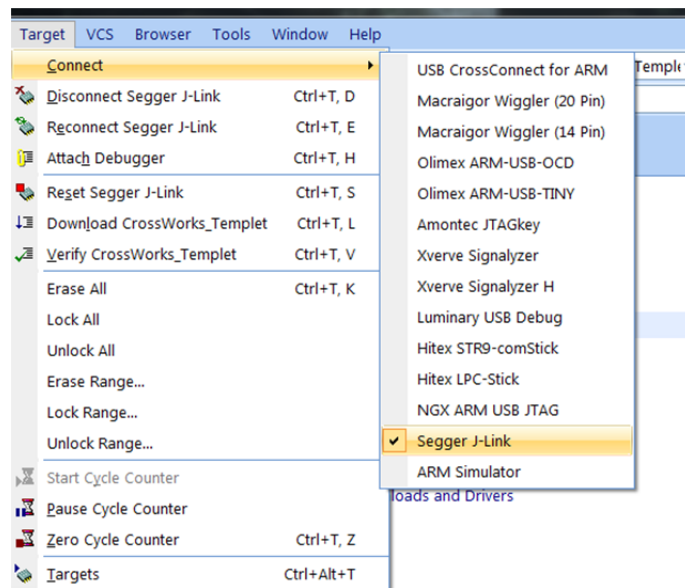 Target VCS Browser Tools Window Help
Connect
Disconnect Segger J-Link Ctrl+T, D
Reconnect Segger J-Link Ctrl+T, E
Attach Debugger Ctrl+T, H
Reset Segger J-Link Ctrl+T, S
Download CrossWorks_Templet Ctrl+T, L
Verify CrossWorks_Templet Ctrl+T, V
Erase All Ctrl+T, K
Lock All
Unlock All
Erase Range...
Lock Range...
Unlock Range...
Start Cycle Counter
Pause Cycle Counter
Zero Cycle Counter Ctrl+T, Z
Targets Ctrl+Alt+T
USB CrossConnect for ARM
Macraigor Wiggler (20 Pin)
Macraigor Wiggler (14 Pin)
Olimex ARM-USB-OCD
Olimex ARM-USB-TINY
Amontec JTAGkey
Xverve Signalyzer
Xverve Signalyzer H
Luminary USB Debug
Hitex STR9-comStick
Hitex LPC-Stick
NGX ARM USB JTAG
Segger J-Link
ARM Simulator
Temple
loads and Drivers